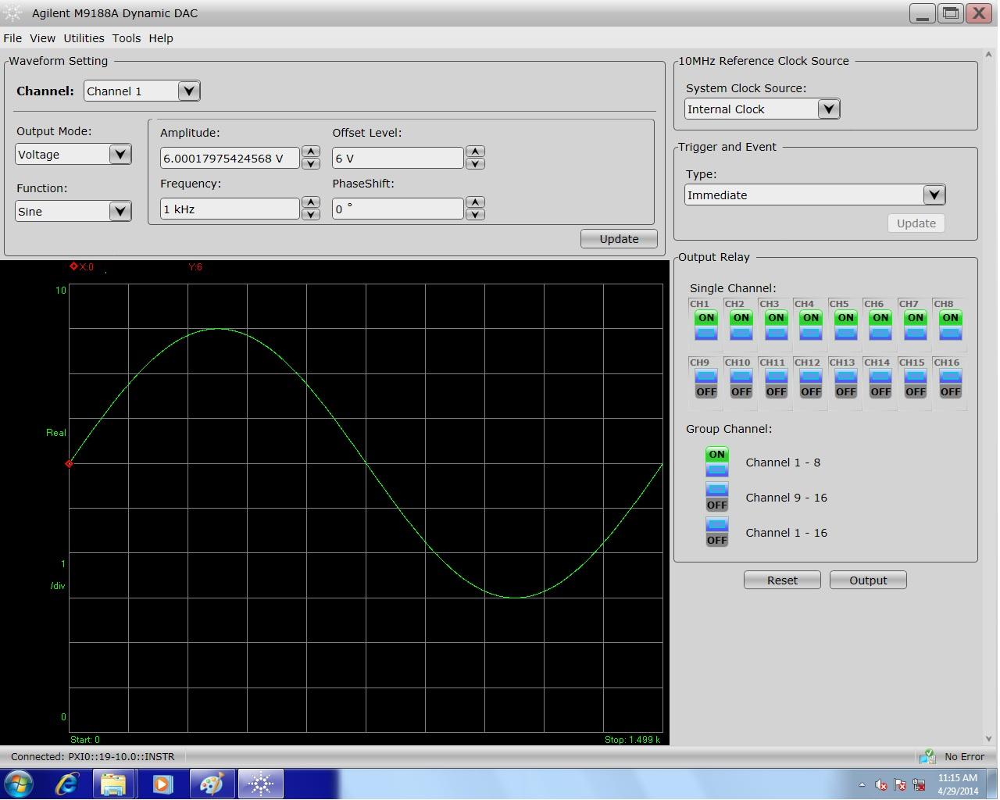 Agilent M9188A Dynamic DAC
File View Utilities Tools Help
Waveform Setting
Channel: Channel 1
Output Mode:
Voltage
Function:
Sine
Amplitude:
6.00017975424568 V
Offset Level:
6 V
Frequency:
1 kHz
PhaseShift:
0 °
Update
10MHz Reference Clock Source
System Clock Source:
Internal Clock
Trigger and Event
Type:
Immediate
Update
Output Relay
Single Channel:
CH1 CH2 CH3 CH4 CH5 CH6 CH7 CH8
ON ON ON ON ON ON ON ON
CH9 CH10 CH11 CH12 CH13 CH14 CH15 CH16
OFF OFF OFF OFF OFF OFF OFF OFF
Group Channel:
ON Channel 1 - 8
OFF Channel 9 - 16
OFF Channel 1 - 16
Reset Output
X:0 Y:6
10
Real
1
/div
0
Start: 0 Stop: 1.499 k
Connected: PXI0::19-10.0::INSTR
No Error
11:15 AM
4/29/2014